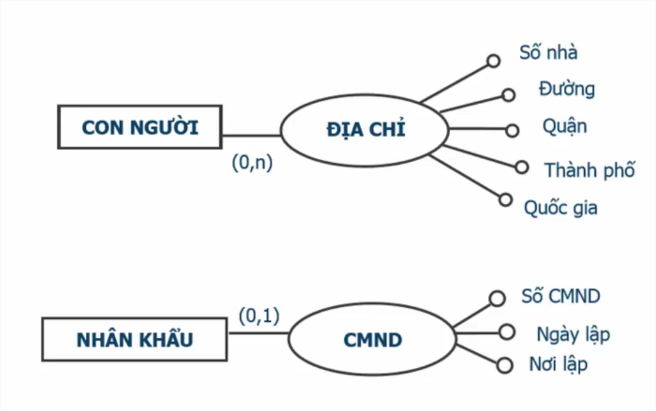 CON NGƯỜI
(0,n)
ĐỊA CHỈ
Số nhà
Đường
Quận
Thành phố
Quốc gia
NHÂN KHẨU
(0,1)
CMND
Số CMND
Ngày lập
Nơi lập